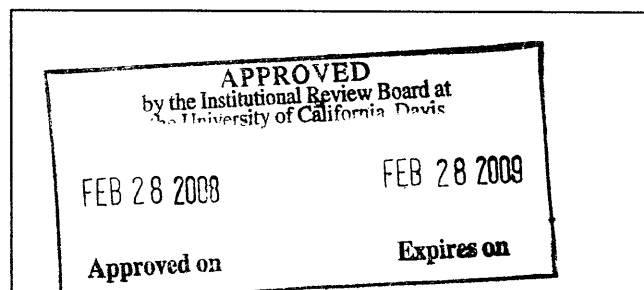 APPROVED
by the Institutional Review Board at
the University of California, Davis
FEB 28 2008 FEB 28 2009
Approved on Expires on